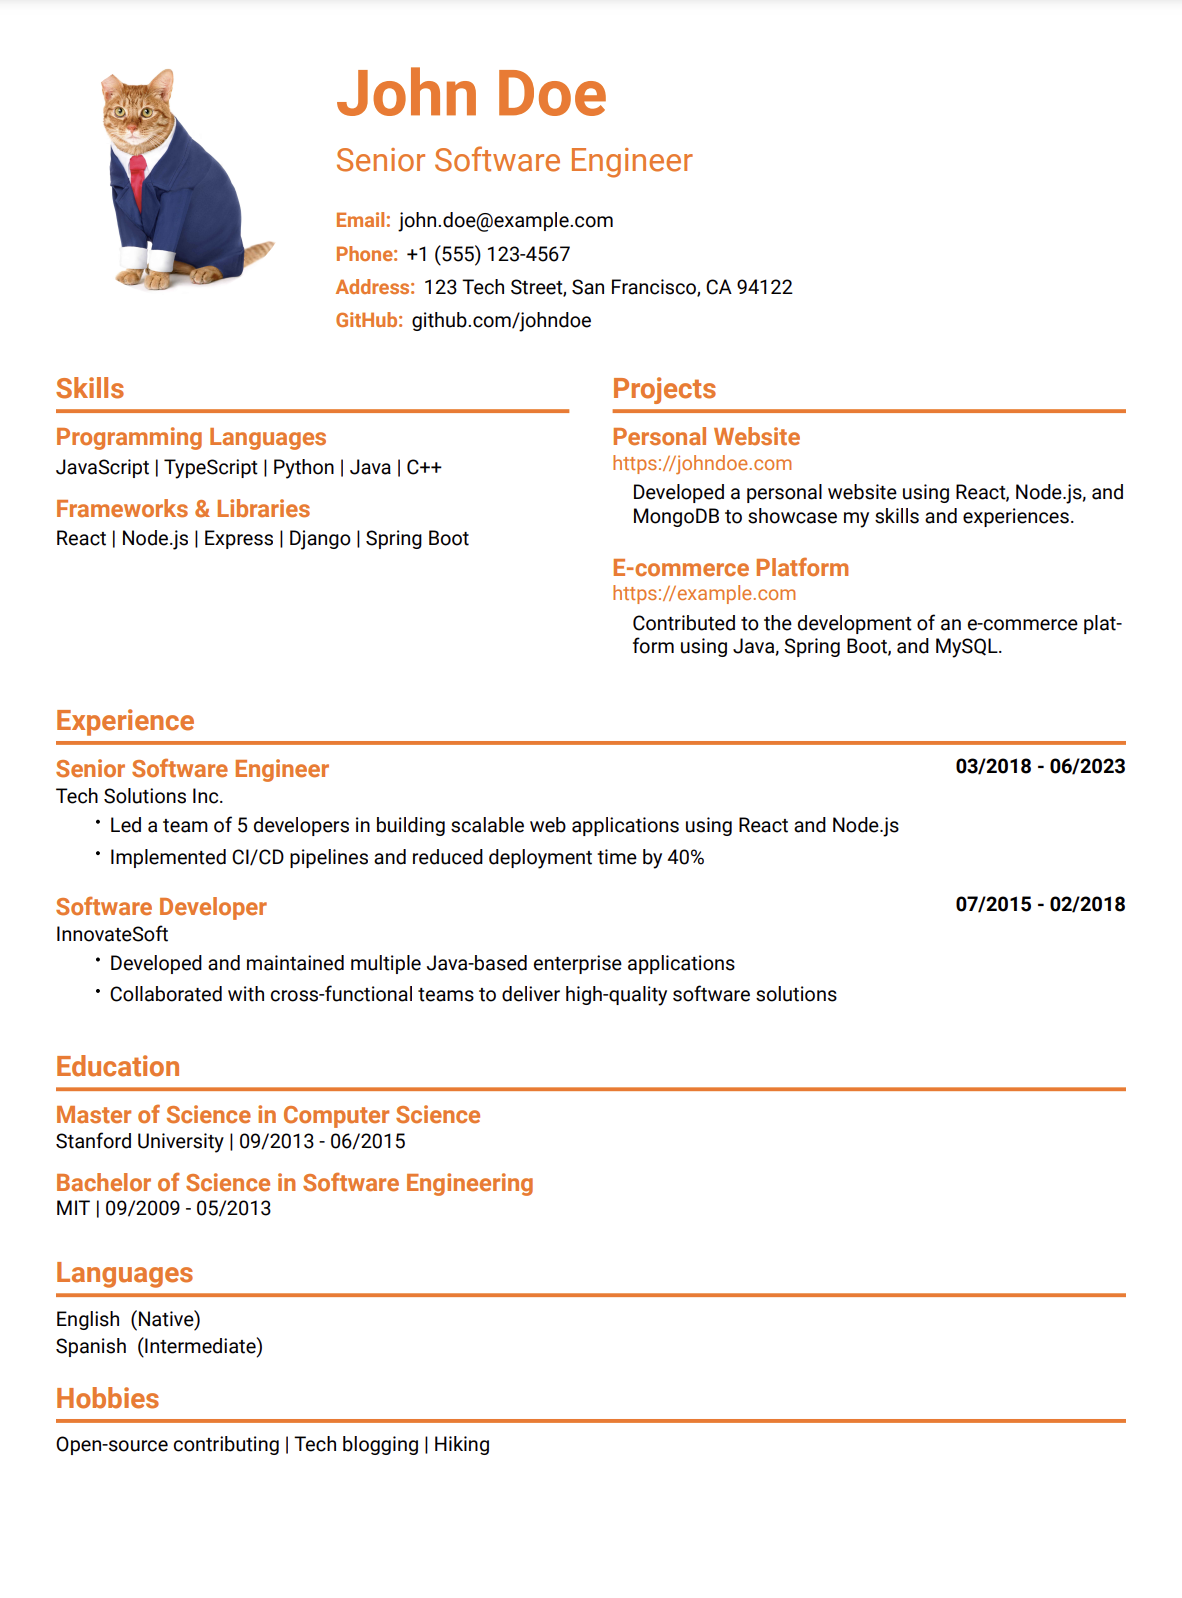 John Doe
Senior Software Engineer
Email: john.doe@example.com
Phone: +1 (555) 123-4567
Address: 123 Tech Street, San Francisco, CA 94122
GitHub: github.com/johndoe
Skills
Programming Languages
JavaScript | TypeScript | Python | Java | C++
Frameworks & Libraries
React | Node.js | Express | Django | Spring Boot
Projects
Personal Website
https://johndoe.com
Developed a personal website using React, Node.js, and
MongoDB to showcase my skills and experiences.
E-commerce Platform
https://example.com
Contributed to the development of an e-commerce plat-
form using Java, Spring Boot, and MySQL.
Experience
Senior Software Engineer 03/2018 - 06/2023
Tech Solutions Inc.
• Led a team of 5 developers in building scalable web applications using React and Node.js
• Implemented CI/CD pipelines and reduced deployment time by 40%
Software Developer 07/2015 - 02/2018
InnovateSoft
• Developed and maintained multiple Java-based enterprise applications
• Collaborated with cross-functional teams to deliver high-quality software solutions
Education
Master of Science in Computer Science
Stanford University | 09/2013 - 06/2015
Bachelor of Science in Software Engineering
MIT | 09/2009 - 05/2013
Languages
English (Native)
Spanish (Intermediate)
Hobbies
Open-source contributing | Tech blogging | Hiking